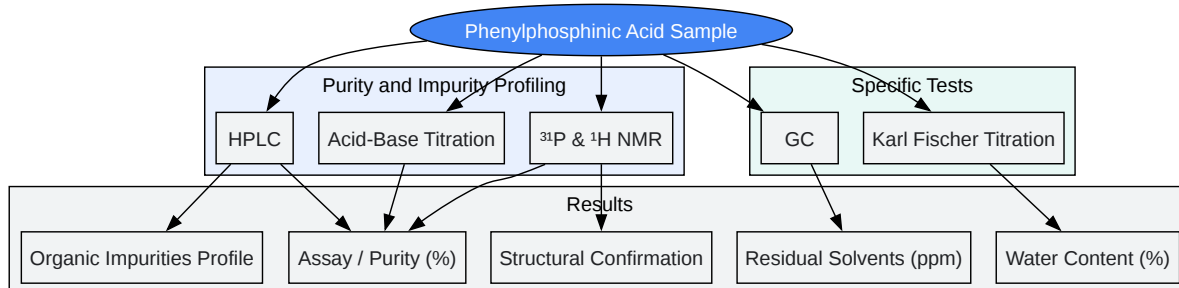 Phenylphosphinic Acid Sample
Purity and Impurity Profiling
Specific Tests
HPLC
Acid-Base Titration
³¹P & ¹H NMR
GC
Karl Fischer Titration
Results
Organic Impurities Profile
Assay / Purity (%)
Structural Confirmation
Residual Solvents (ppm)
Water Content (%)